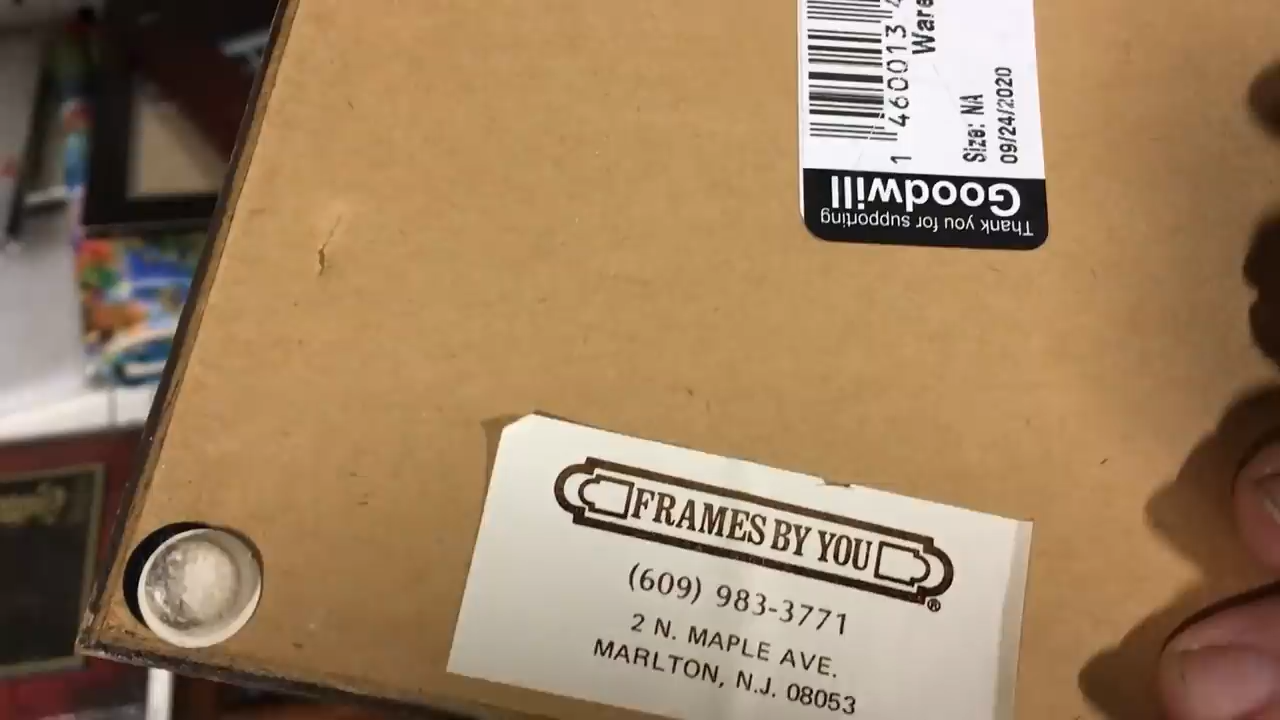 Thank you for supporting
Goodwill
1 460013
Ware
Size: NA
09/24/2020
FRAMES BY YOU®
(609) 983-3771
2 N. MAPLE AVE.
MARLTON, N.J. 08053